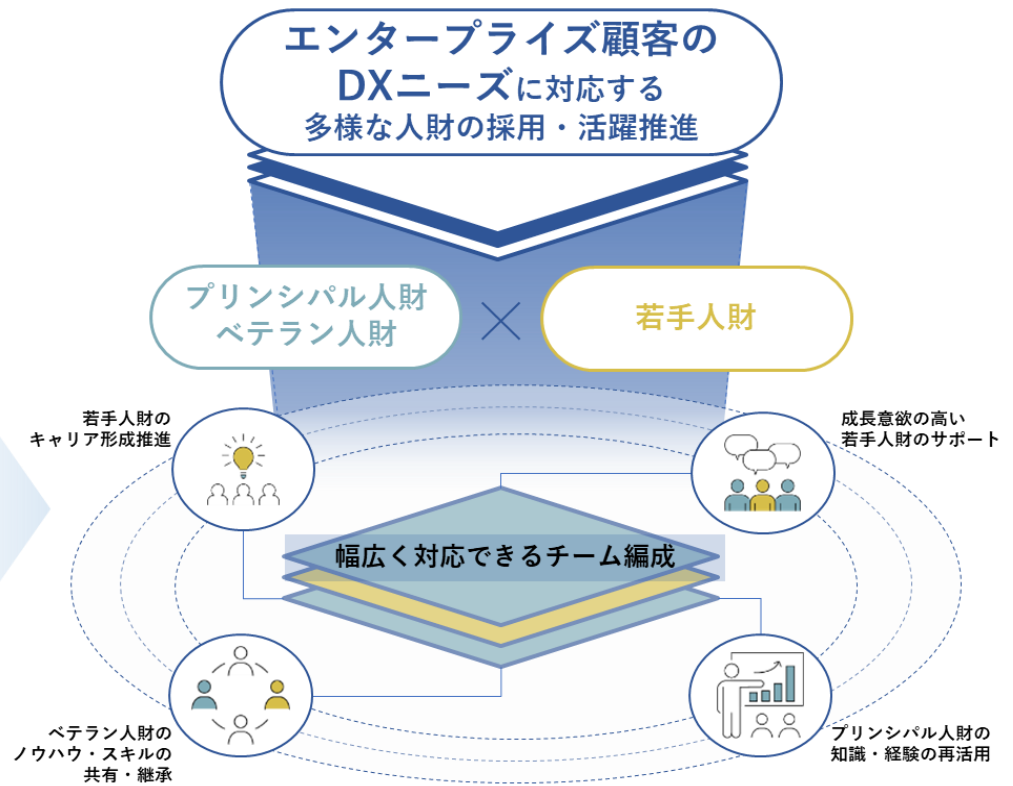 エンタープライズ顧客の
DXニーズに対応する
多様な人財の採用・活躍推進
プリンシパル人財
ベテラン人財
×
若手人財
若手人財の
キャリア形成推進
成長意欲の高い
若手人財のサポート
幅広く対応できるチーム編成
ベテラン人財の
ノウハウ・スキルの
共有・継承
プリンシパル人財の
知識・経験の再活用